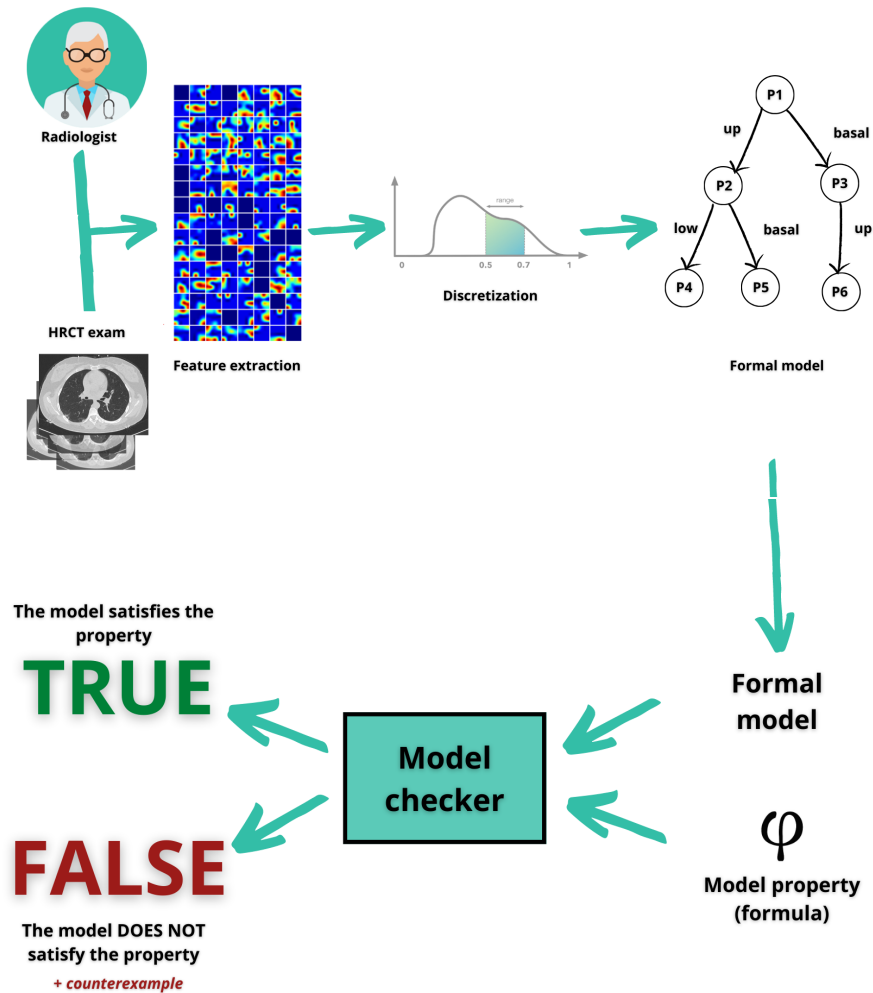 Radiologist
HRCT exam
Feature extraction
range
0
0.5
0.7
1
Discretization
P1
up
basal
P2
P3
low
basal
up
P4
P5
P6
Formal model
Formal
model
φ
Model property
(formula)
Model
checker
The model satisfies the
property
TRUE
FALSE
The model DOES NOT
satisfy the property
+ counterexample